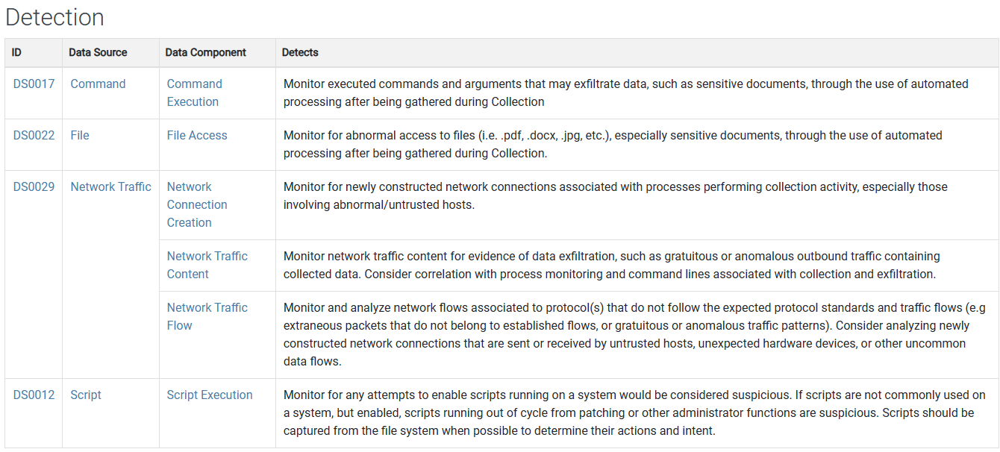 Detection
ID Data Source Data Component Detects
DS0017 Command Command Monitor executed commands and arguments that may exfiltrate data, such as sensitive documents, through the use of automated
Execution processing after being gathered during Collection
DS0022 File File Access Monitor for abnormal access to files (i.e. .pdf, .docx, .jpg, etc.), especially sensitive documents, through the use of automated
processing after being gathered during Collection.
DS0029 Network Traffic Network Monitor for newly constructed network connections associated with processes performing collection activity, especially those
Connection involving abnormal/untrusted hosts.
Creation
Network Traffic Monitor network traffic content for evidence of data exfiltration, such as gratuitous or anomalous outbound traffic containing
Content collected data. Consider correlation with process monitoring and command lines associated with collection and exfiltration.
Network Traffic Monitor and analyze network flows associated to protocol(s) that do not follow the expected protocol standards and traffic flows (e.g
Flow extraneous packets that do not belong to established flows, or gratuitous or anomalous traffic patterns). Consider analyzing newly
constructed network connections that are sent or received by untrusted hosts, unexpected hardware devices, or other uncommon
data flows.
DS0012 Script Script Execution Monitor for any attempts to enable scripts running on a system would be considered suspicious. If scripts are not commonly used on
a system, but enabled, scripts running out of cycle from patching or other administrator functions are suspicious. Scripts should be
captured from the file system when possible to determine their actions and intent.